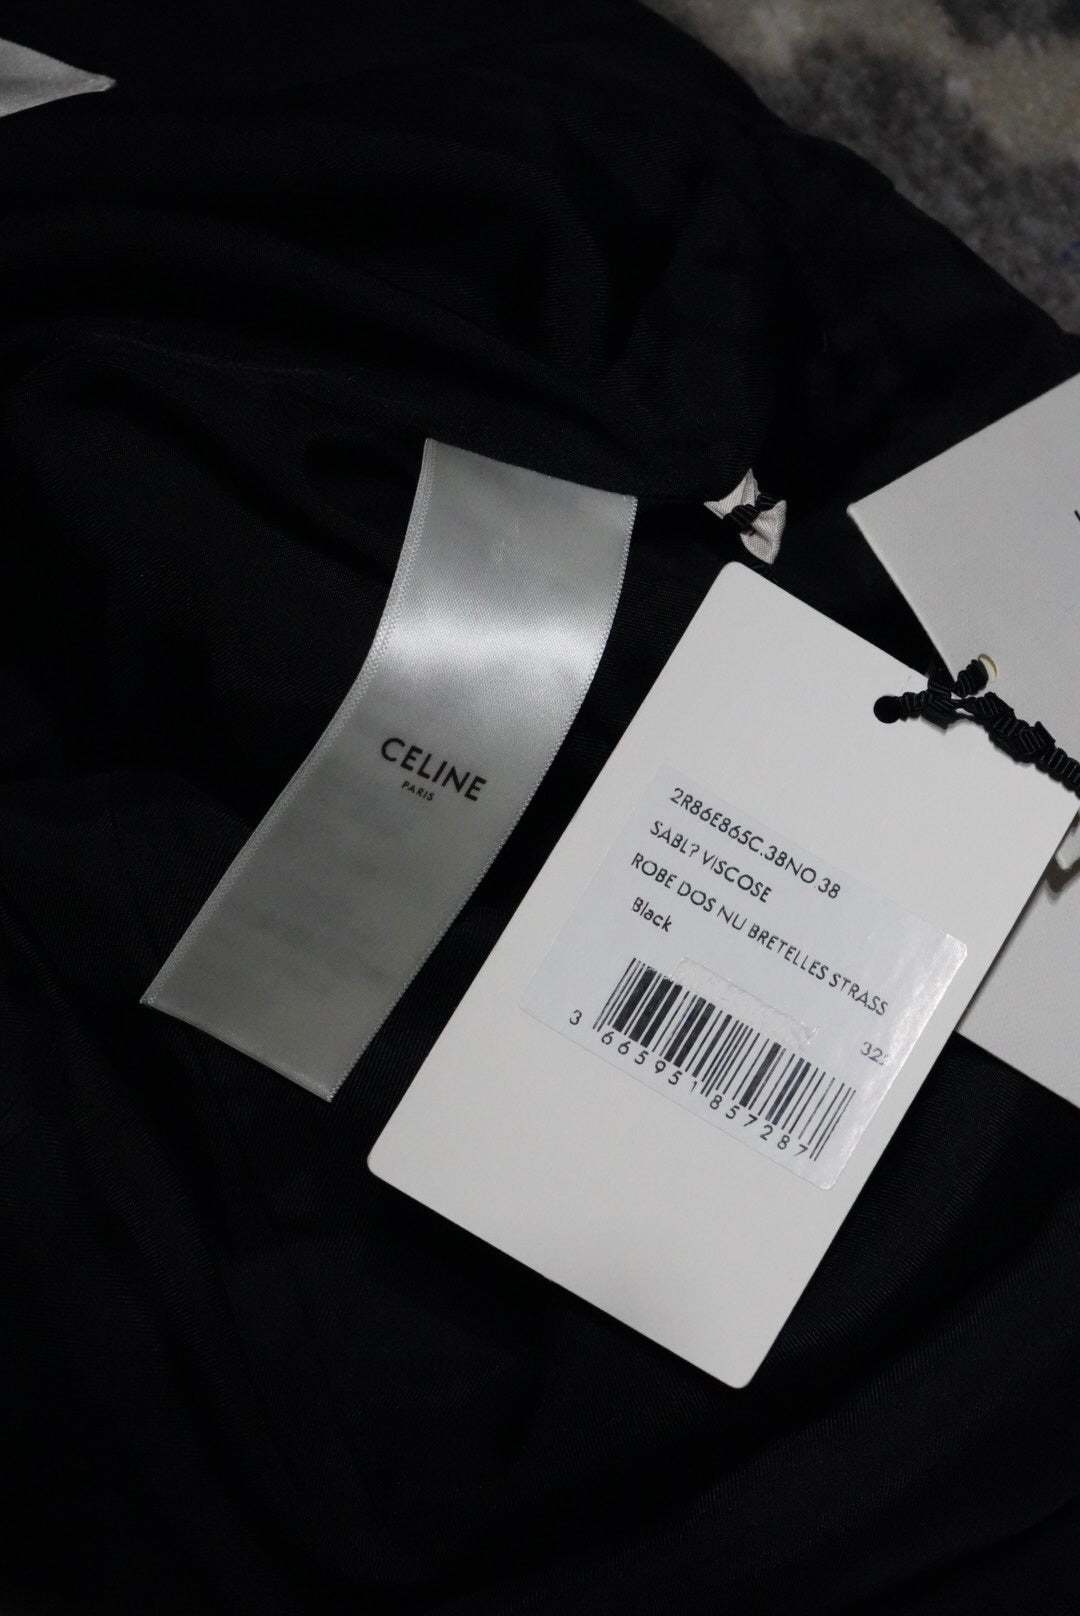 CELINE
PARIS
2R86E865C.38NO.38
SABL? VISCOSE
ROBE DOS NU BRETELLES STRASS
Black
3 665951 857287